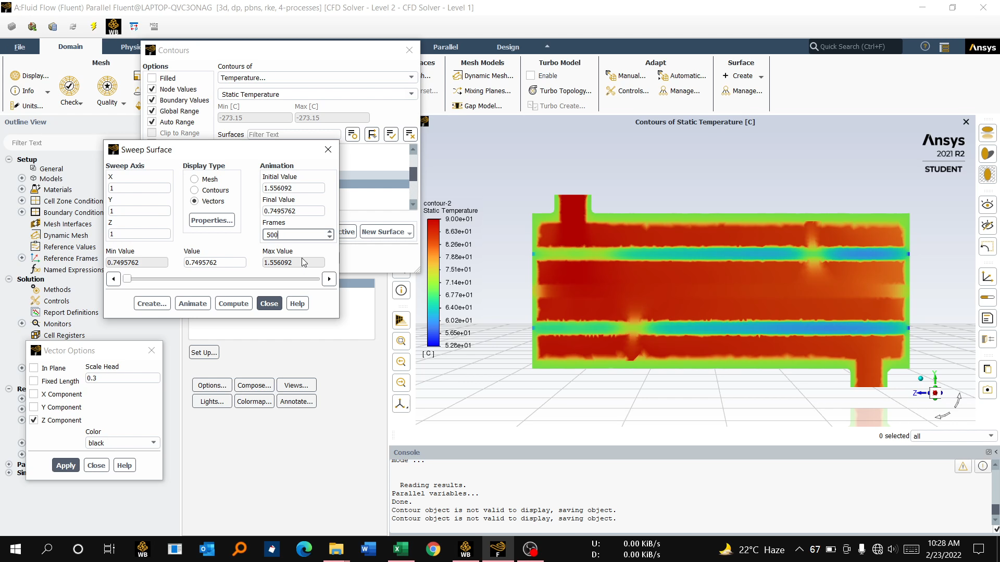 A:Fluid Flow (Fluent) Parallel Fluent@LAPTOP-QVC3ONAG [3d, dp, pbns, rke, 4-processes] [CFD Solver - Level 2 - CFD Solver - Level 1]
WB
File
Domain
Parallel
Design
Quick Search (Ctrl+F)
Ansys
Mesh
Display...
Info
Units...
Check
Quality
Mesh Models
Dynamic Mesh...
Mixing Planes...
Gap Model...
Turbo Model
Enable
Turbo Topology...
Turbo Create...
Adapt
Manual...
Automatic...
Controls...
Manage...
Surface
Create
Manage...
Contours
Options
Filled
Node Values
Boundary Values
Global Range
Auto Range
Clip to Range
Contours of
Temperature...
Static Temperature
Min [C]
Max [C]
-273.15
-273.15
Surfaces
Filter Text
New Surface
Outline View
Filter Text
Setup
General
Models
Materials
Cell Zone Condition
Boundary Condition
Mesh Interfaces
Dynamic Mesh
Reference Values
Reference Frames
Named Expressions
Solution
Methods
Controls
Report Definitions
Monitors
Cell Registers
Sweep Surface
Sweep Axis
X
1
Y
1
Z
1
Display Type
Mesh
Contours
Vectors
Properties...
Animation
Initial Value
1.556092
Final Value
0.7495762
Frames
500
Min Value
0.7495762
Value
0.7495762
Max Value
1.556092
Create...
Animate
Compute
Close
Help
Vector Options
In Plane
Fixed Length
X Component
Y Component
Z Component
Scale Head
0.3
Color
black
Apply
Close
Help
Set Up...
Options...
Compose...
Views...
Lights...
Colormap...
Annotate...
Contours of Static Temperature [C]
Ansys
2021 R2
STUDENT
contour-2
Static Temperature
9.00e+01
8.63e+01
8.26e+01
7.88e+01
7.51e+01
7.14e+01
6.77e+01
6.40e+01
6.02e+01
5.65e+01
5.28e+01
[ C ]
Y
Z
0 selected
all
Console
mode ...
Reading results.
Parallel variables...
Done.
Contour object is not valid to display, saving object.
Contour object is not valid to display, saving object.
U: 0.00 KiB/s
D: 0.00 KiB/s
22°C Haze
67
10:28 AM
2/23/2022